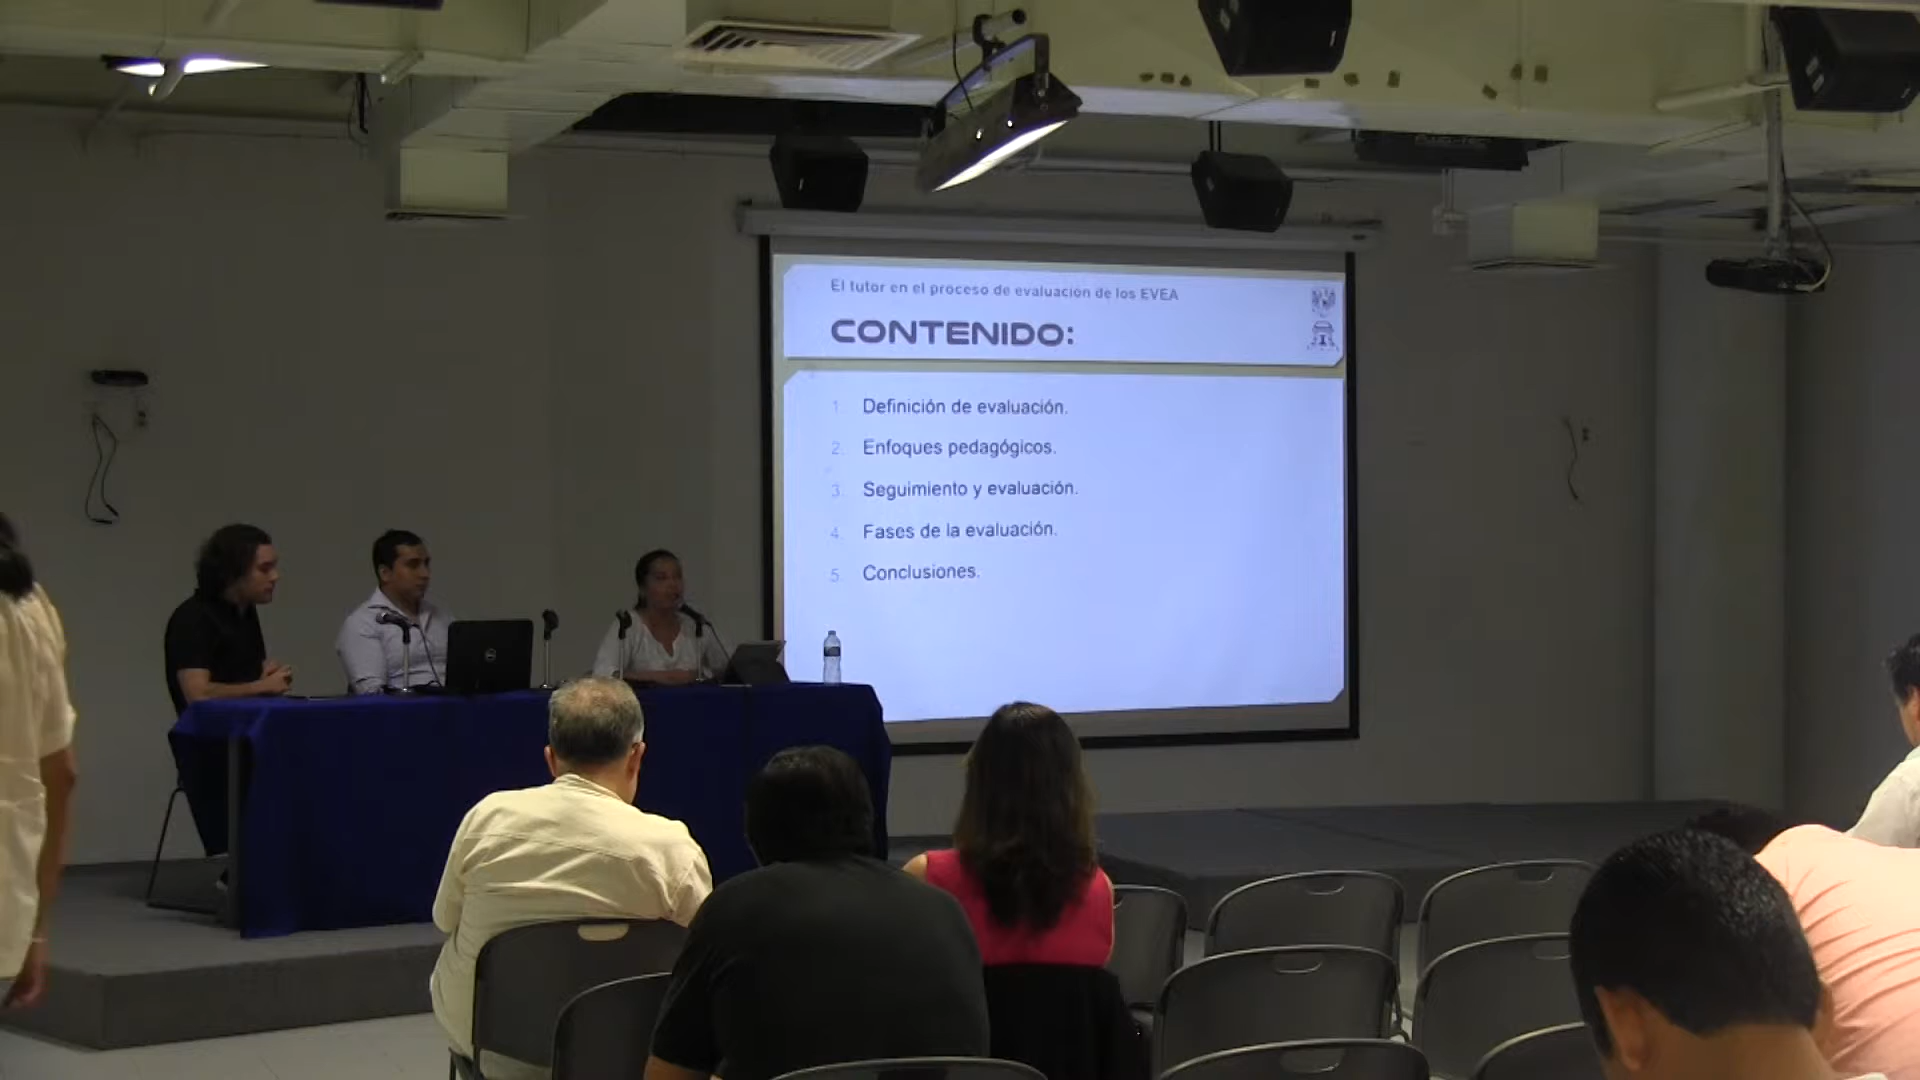 El tutor en el proceso de evaluación de los EVEA
CONTENIDO:
1. Definición de evaluación.
2. Enfoques pedagógicos.
3. Seguimiento y evaluación.
4. Fases de la evaluación.
5. Conclusiones.